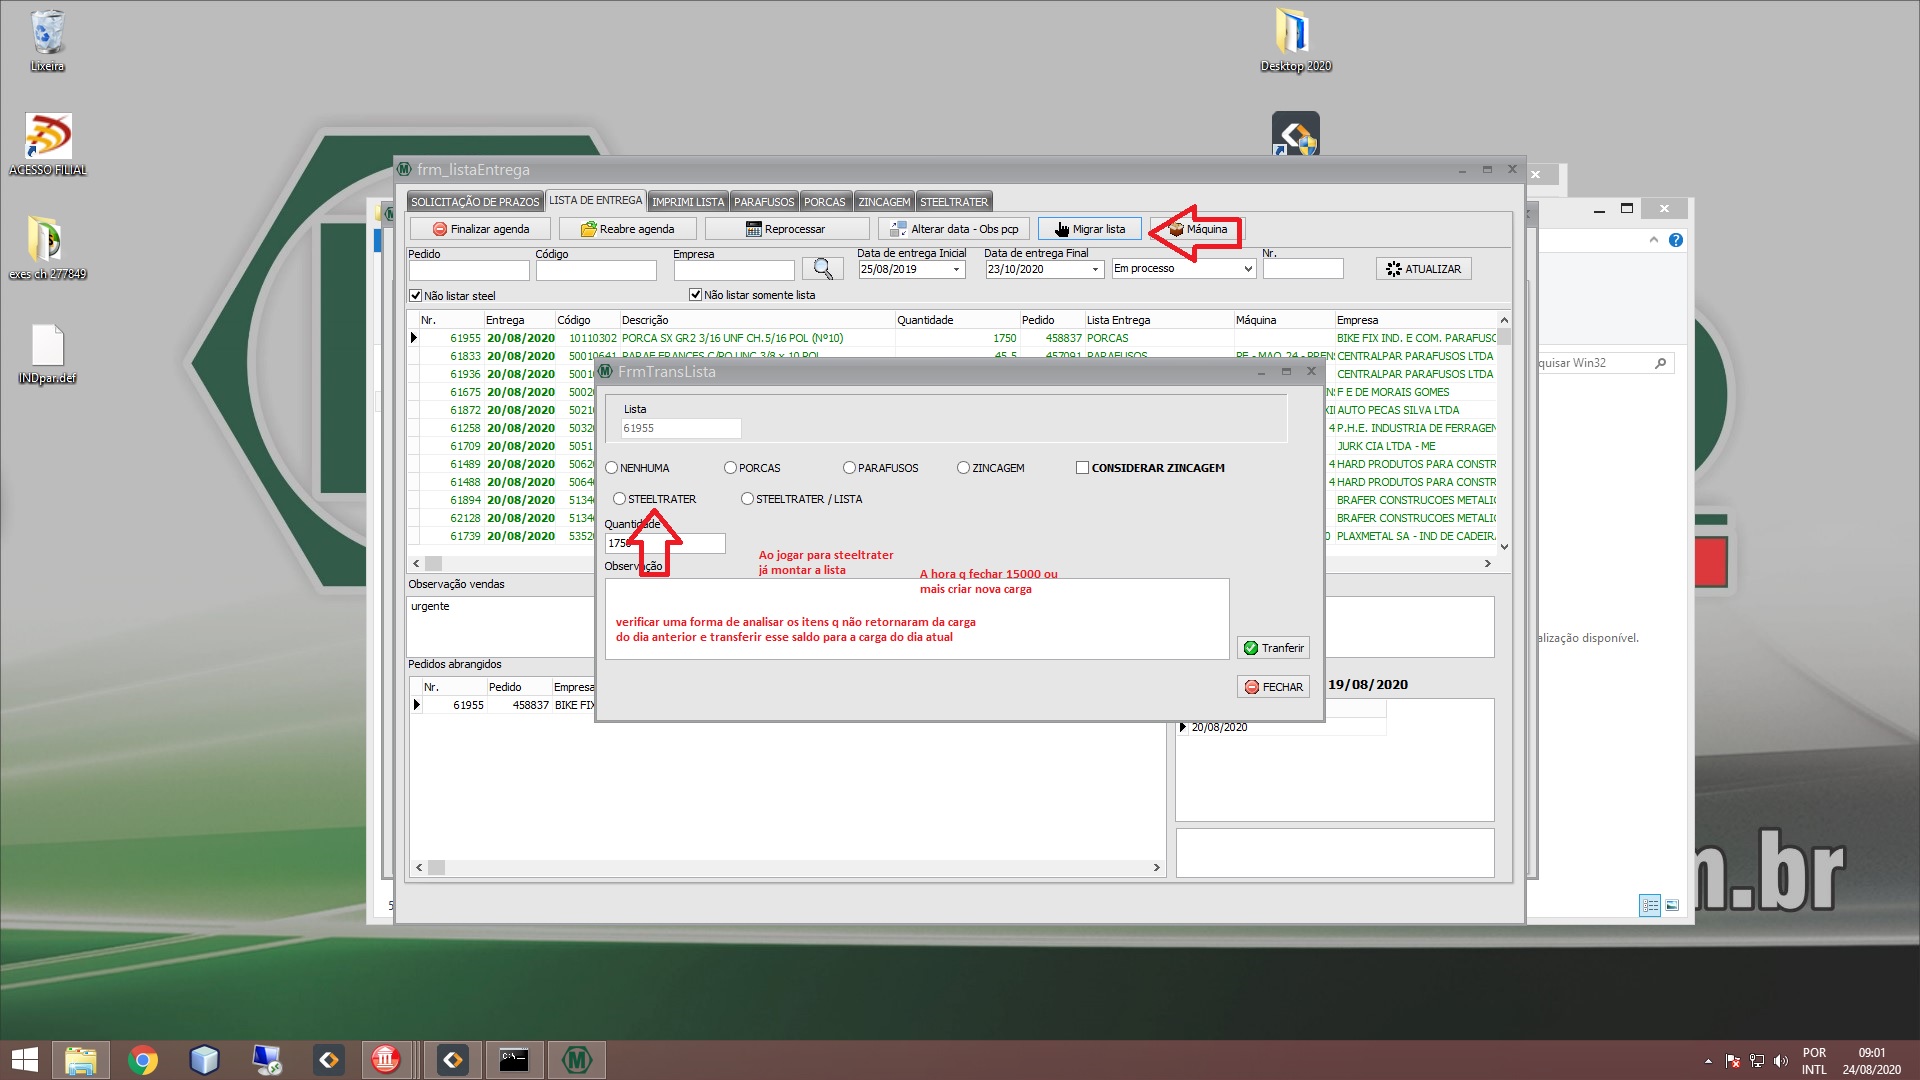 Lixeira
Desktop 2020
ACESSO FILIAL
exes ch 277849
INDpar.def
frm_listaEntrega
SOLICITAÇÃO DE PRAZOS LISTA DE ENTREGA IMPRIMI LISTA PARAFUSOS PORCAS ZINCAGEM STEELTRATER
Finalizar agenda Reabre agenda Reprocessar Alterar data - Obs pcp Migrar lista Máquina
Pedido Código Empresa Data de entrega Inicial Data de entrega Final Nr.
25/08/2019 23/10/2020 Em processo ATUALIZAR
Não listar steel Não listar somente lista
Nr. Entrega Código Descrição Quantidade Pedido Lista Entrega Máquina Empresa
61955 20/08/2020 10110302 PORCA SX GR2 3/16 UNF CH.5/16 POL (Nº10) 1750 458837 PORCAS BIKE FIX IND. E COM. PARAFUSO
61833 20/08/2020 50010641 PARAF FRANCES C/PO UNC 3/8 x 10 POL 45,5 457091 PARAFUSOS PF - MAQ 24 - PREN CENTRALPAR PARAFUSOS LTDA
61936 20/08/2020 5001 CENTRALPAR PARAFUSOS LTDA
61675 20/08/2020 5002 F E DE MORAIS GOMES
61872 20/08/2020 5021 AUTO PECAS SILVA LTDA
61258 20/08/2020 5032 4 P.H.E. INDUSTRIA DE FERRAGEN
61709 20/08/2020 5051 JURK CIA LTDA - ME
61489 20/08/2020 5062 4 HARD PRODUTOS PARA CONSTR
61488 20/08/2020 5064 4 HARD PRODUTOS PARA CONSTR
61894 20/08/2020 5134 BRAFER CONSTRUCOES METALIC
62128 20/08/2020 5134 BRAFER CONSTRUCOES METALIC
61739 20/08/2020 5352 0 PLAXMETAL SA - IND DE CADEIRA
FrmTransLista
Lista
61955
NENHUMA PORCAS PARAFUSOS ZINCAGEM CONSIDERAR ZINCAGEM
STEELTRATER STEELTRATER / LISTA
Quantidade
1750
Observação
Ao jogar para steeltrater
já montar a lista
A hora q fechar 15000 ou
mais criar nova carga
verificar uma forma de analisar os itens q não retornaram da carga
do dia anterior e transferir esse saldo para a carga do dia atual
Tranferir
FECHAR
Observação vendas
urgente
Pedidos abrangidos
Nr. Pedido Empresa
61955 458837 BIKE FIX
19/08/2020
20/08/2020
quisar Win32
alização disponível.
5
m.br
POR
INTL
09:01
24/08/2020